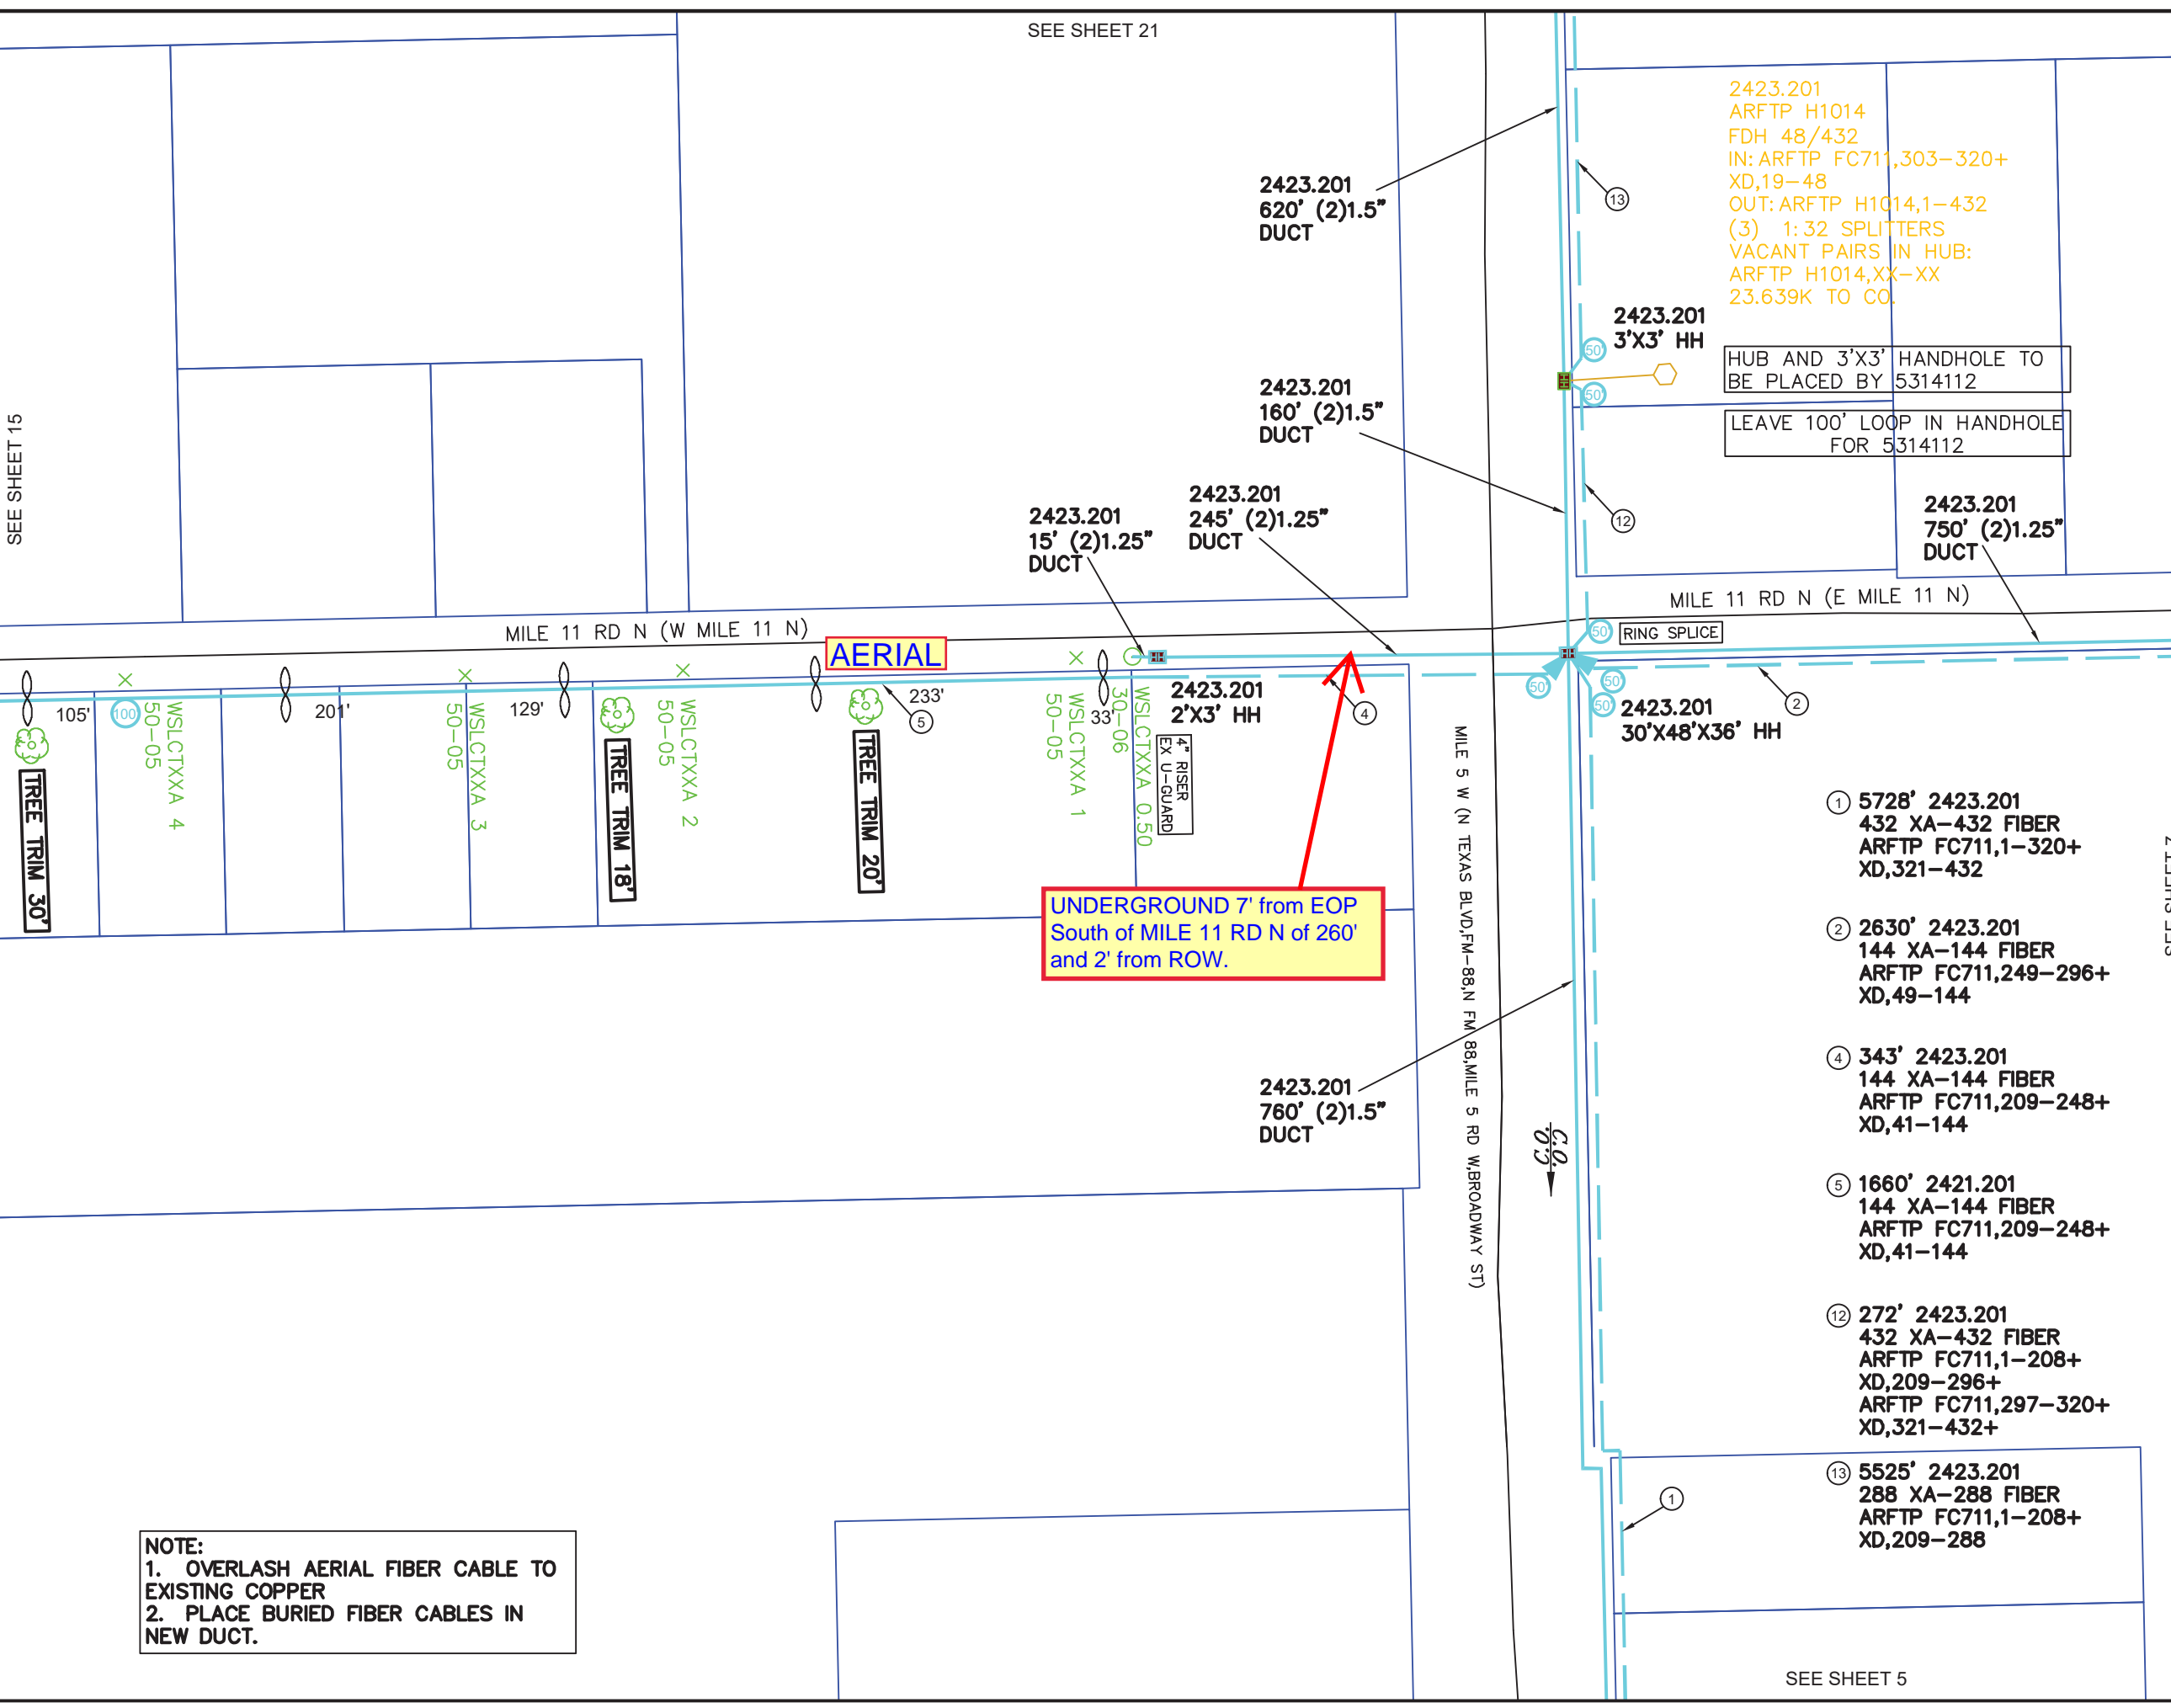 SEE SHEET 21
SEE SHEET 15
2423.201
ARFTP H1014
FDH 48/432
IN: ARFTP FC711,303-320+
XD,19-48
OUT: ARFTP H1014,1-432
(3) 1:32 SPLITTERS
VACANT PAIRS IN HUB:
ARFTP H1014,XX-XX
23.639K TO CO.
2423.201
620' (2)1.5"
DUCT
13
2423.201
3'X3' HH
50'
50'
HUB AND 3'X3' HANDHOLE TO
BE PLACED BY 5314112
LEAVE 100' LOOP IN HANDHOLE
FOR 5314112
2423.201
160' (2)1.5"
DUCT
12
2423.201
245' (2)1.25"
DUCT
2423.201
15' (2)1.25"
DUCT
2423.201
750' (2)1.25"
DUCT
MILE 11 RD N (E MILE 11 N)
MILE 11 RD N (W MILE 11 N)
AERIAL
50'
RING SPLICE
50'
50'
50'
2
2423.201
30'X48'X36' HH
2423.201
2'X3' HH
4
105'
100
201'
129'
233'
5
33'
WSLCTXXA 4
50-05
WSLCTXXA 3
50-05
WSLCTXXA 2
50-05
WSLCTXXA 1
50-05
WSLCTXXA 0.50
30-06
4" RISER
EX U-GUARD
TREE TRIM 30'
TREE TRIM 18'
TREE TRIM 20'
UNDERGROUND 7' from EOP
South of MILE 11 RD N of 260'
and 2' from ROW.
MILE 5 W (N TEXAS BLVD,FM-88,N FM 88,MILE 5 RD W,BROADWAY ST)
2423.201
760' (2)1.5"
DUCT
C.O.
C.O.
1 5728' 2423.201
432 XA-432 FIBER
ARFTP FC711,1-320+
XD,321-432
2 2630' 2423.201
144 XA-144 FIBER
ARFTP FC711,249-296+
XD,49-144
4 343' 2423.201
144 XA-144 FIBER
ARFTP FC711,209-248+
XD,41-144
5 1660' 2421.201
144 XA-144 FIBER
ARFTP FC711,209-248+
XD,41-144
12 272' 2423.201
432 XA-432 FIBER
ARFTP FC711,1-208+
XD,209-296+
ARFTP FC711,297-320+
XD,321-432+
13 5525' 2423.201
288 XA-288 FIBER
ARFTP FC711,1-208+
XD,209-288
1
NOTE:
1. OVERLASH AERIAL FIBER CABLE TO
EXISTING COPPER
2. PLACE BURIED FIBER CABLES IN
NEW DUCT.
SEE SHEET 5